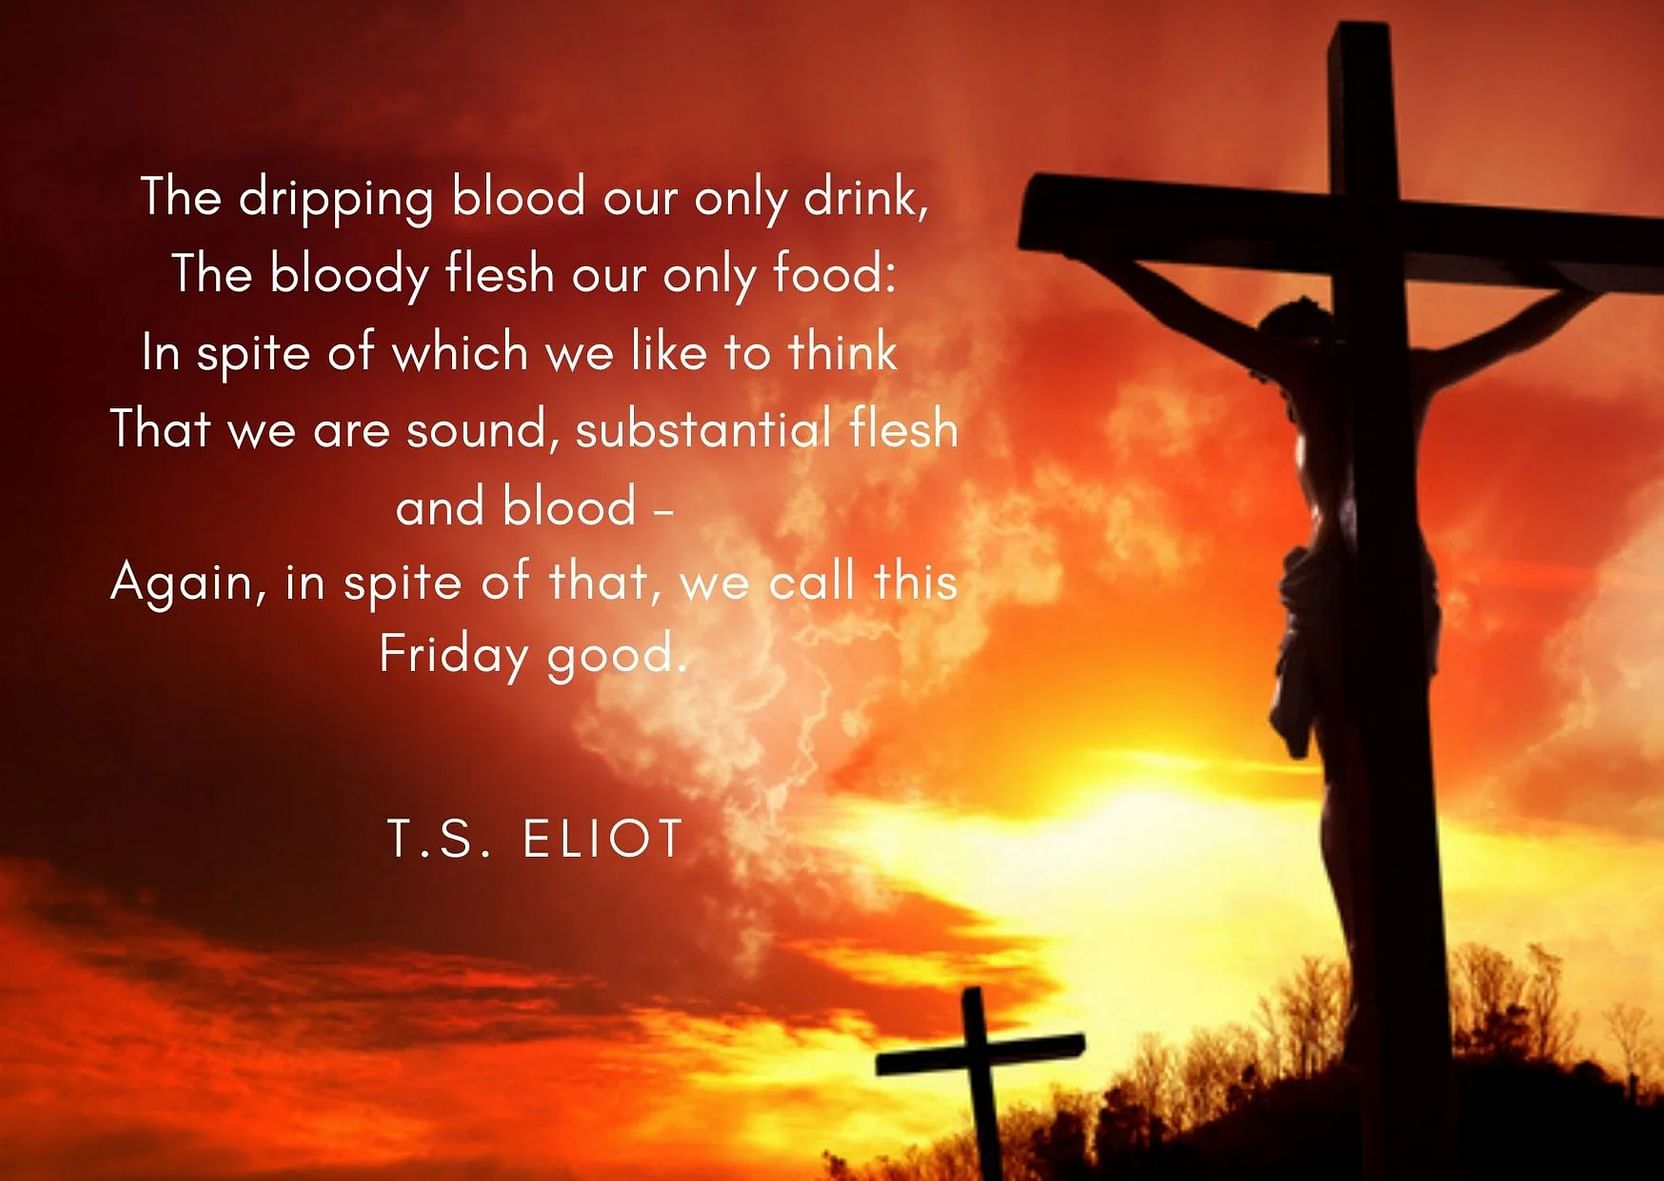 The dripping blood our only drink,
The bloody flesh our only food:
In spite of which we like to think
That we are sound, substantial flesh
and blood –
Again, in spite of that, we call this
Friday good.
T.S. ELIOT